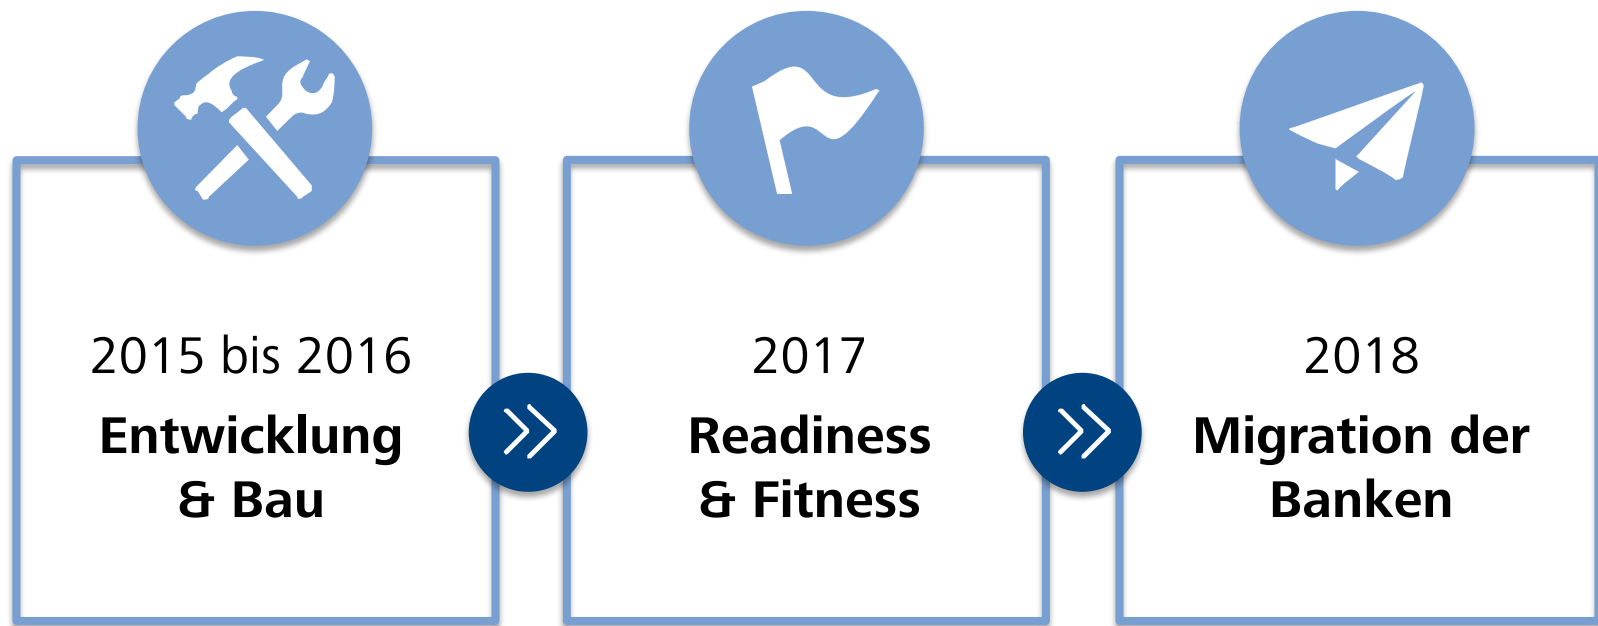 2015 bis 2016
Entwicklung
& Bau
2017
Readiness
& Fitness
2018
Migration der
Banken